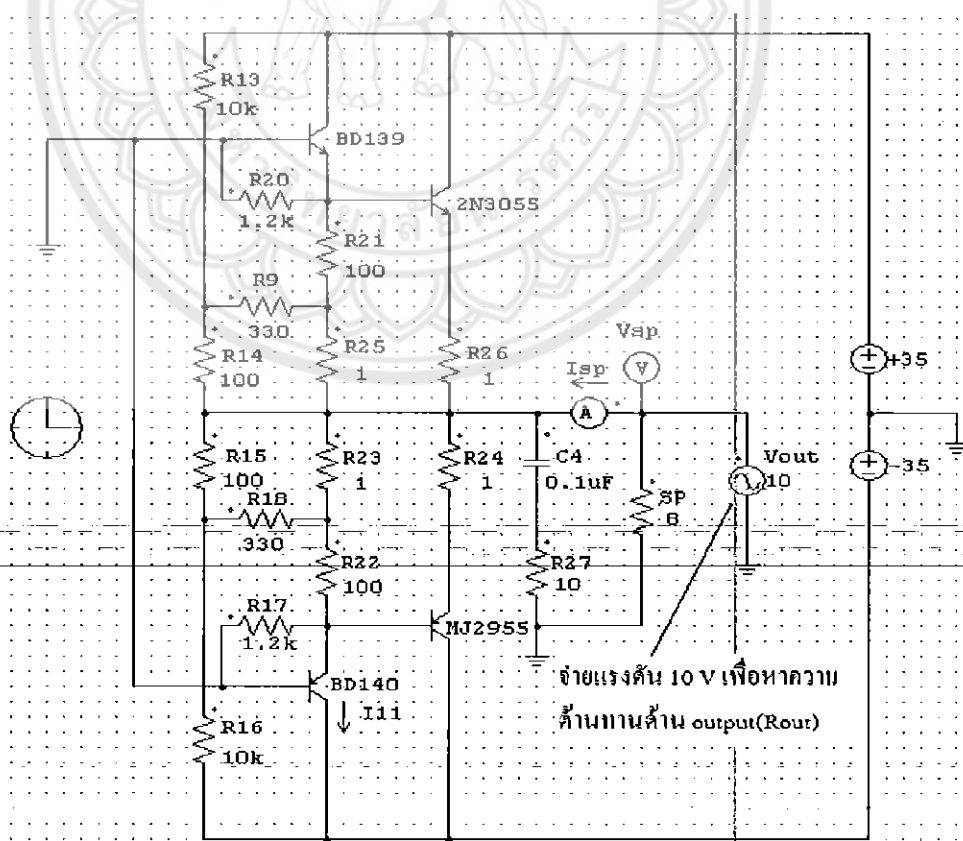 R13
10k
BD139
R20
1.2k
2N3055
R21
100
R9
330
R14
100
R25
1
R26
1
Vsp
V
Isp
A
+35
-35
R15
100
R23
1
R24
1
C4
0.1uF
Vout
10
R18
330
SP
8
R22
100
R27
10
R17
1.2k
MJ2955
BD140
I11
R16
10k
จ่ายแรงดัน 10 V เพื่อหาความ
ต้านทานด้าน output(Rout)